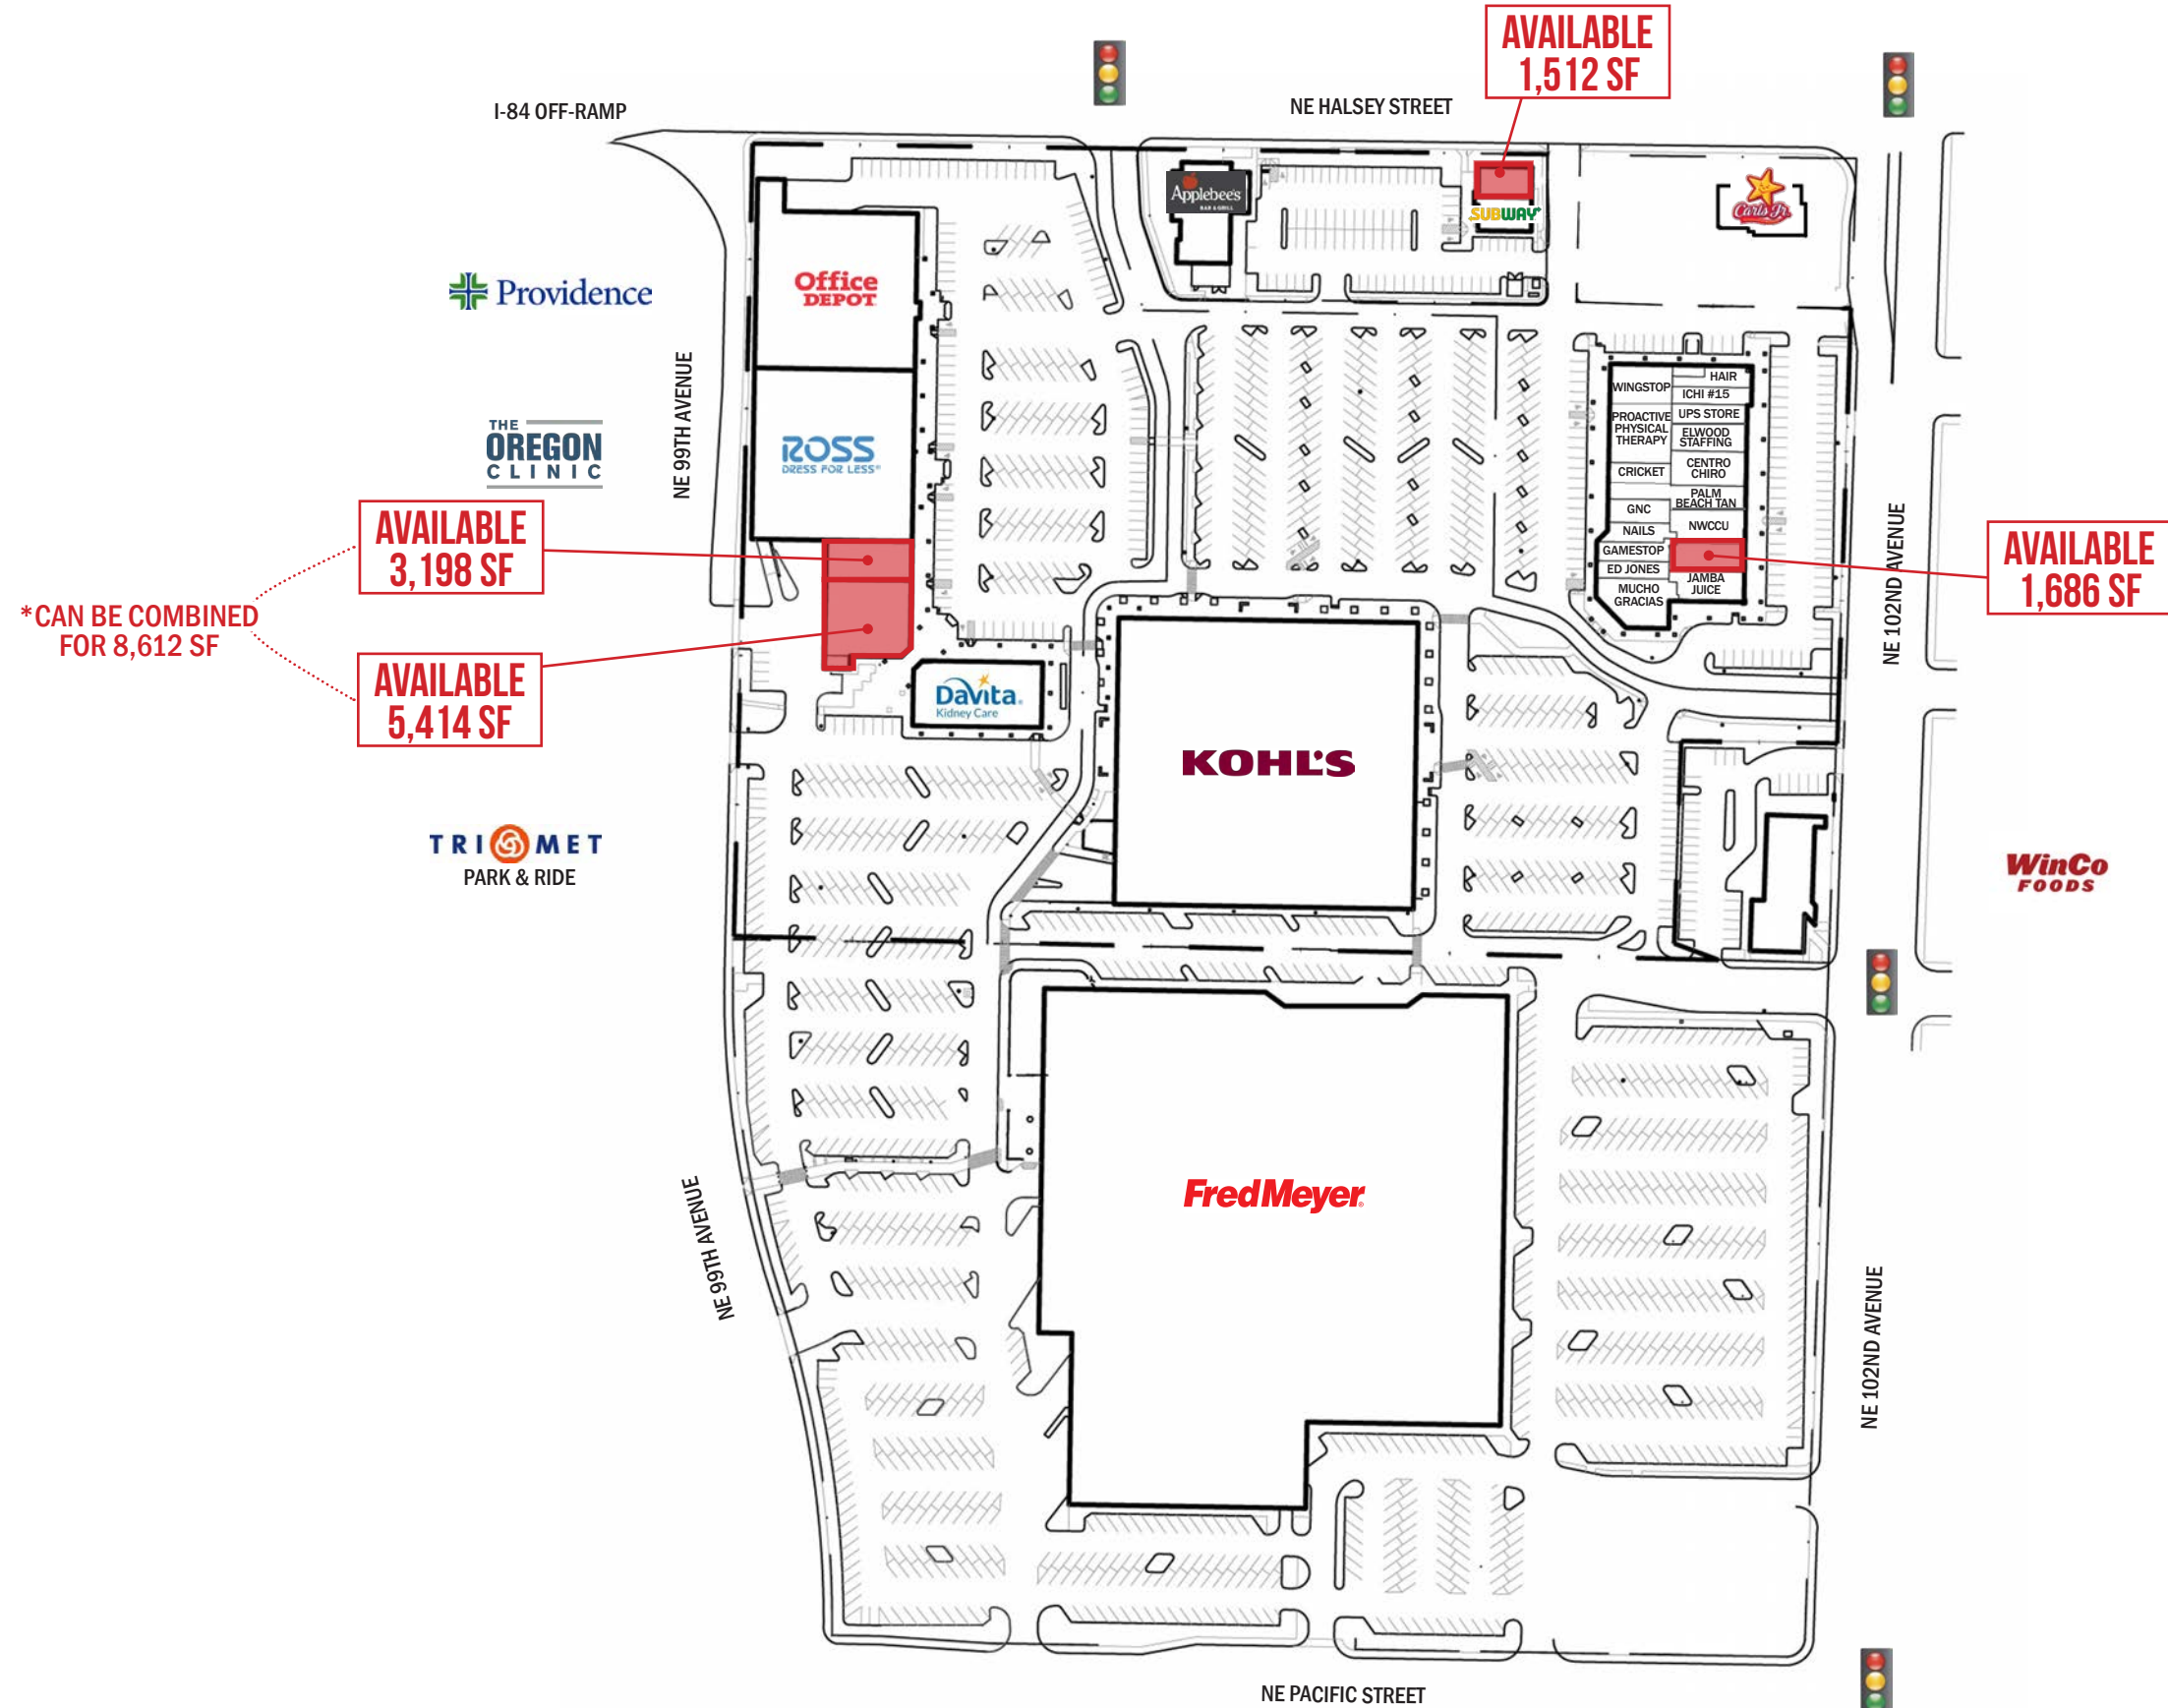 AVAILABLE
1,512 SF
I-84 OFF-RAMP
NE HALSEY STREET
Applebee's
BAR & GRILL
SUBWAY
Carl's Jr.
Office
DEPOT
Providence
NE 99TH AVENUE
THE
OREGON
CLINIC
ROSS
DRESS FOR LESS
WINGSTOP
HAIR
ICHI #15
PROACTIVE
PHYSICAL
THERAPY
UPS STORE
ELWOOD
STAFFING
CRICKET
CENTRO
CHIRO
PALM
BEACH TAN
GNC
NWCCU
NAILS
GAMESTOP
ED JONES
JAMBA
JUICE
MUCHO
GRACIAS
NE 102ND AVENUE
AVAILABLE
3,198 SF
AVAILABLE
1,686 SF
*CAN BE COMBINED
FOR 8,612 SF
AVAILABLE
5,414 SF
DaVita.
Kidney Care
KOHL'S
TRI MET
PARK & RIDE
WinCo
FOODS
NE 99TH AVENUE
FredMeyer
NE 102ND AVENUE
NE PACIFIC STREET